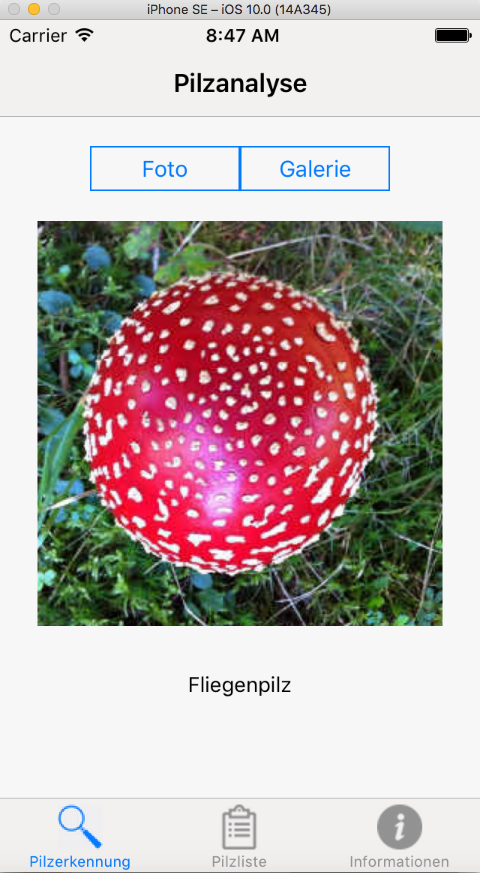 iPhone SE – iOS 10.0 (14A345)
Carrier 8:47 AM
Pilzanalyse
Foto Galerie
Fliegenpilz
Pilzerkennung Pilzliste Informationen